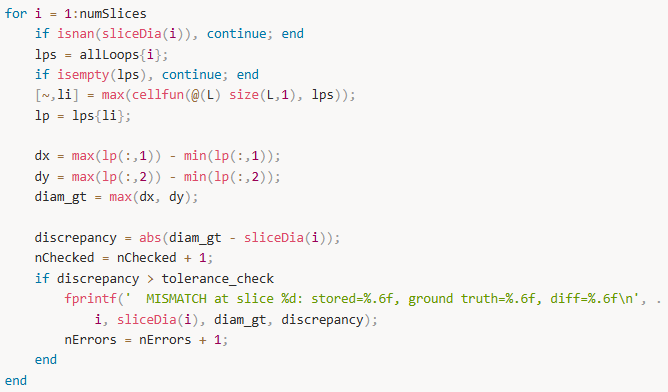 for i = 1:numSlices
    if isnan(sliceDia(i)), continue; end
    lps = allLoops{i};
    if isempty(lps), continue; end
    [~,li] = max(cellfun(@(L) size(L,1), lps));
    lp = lps{li};

    dx = max(lp(:,1)) - min(lp(:,1));
    dy = max(lp(:,2)) - min(lp(:,2));
    diam_gt = max(dx, dy);

    discrepancy = abs(diam_gt - sliceDia(i));
    nChecked = nChecked + 1;
    if discrepancy > tolerance_check
        fprintf('  MISMATCH at slice %d: stored=%.6f, ground truth=%.6f, diff=%.6f\n', .
            i, sliceDia(i), diam_gt, discrepancy);
        nErrors = nErrors + 1;
    end
end